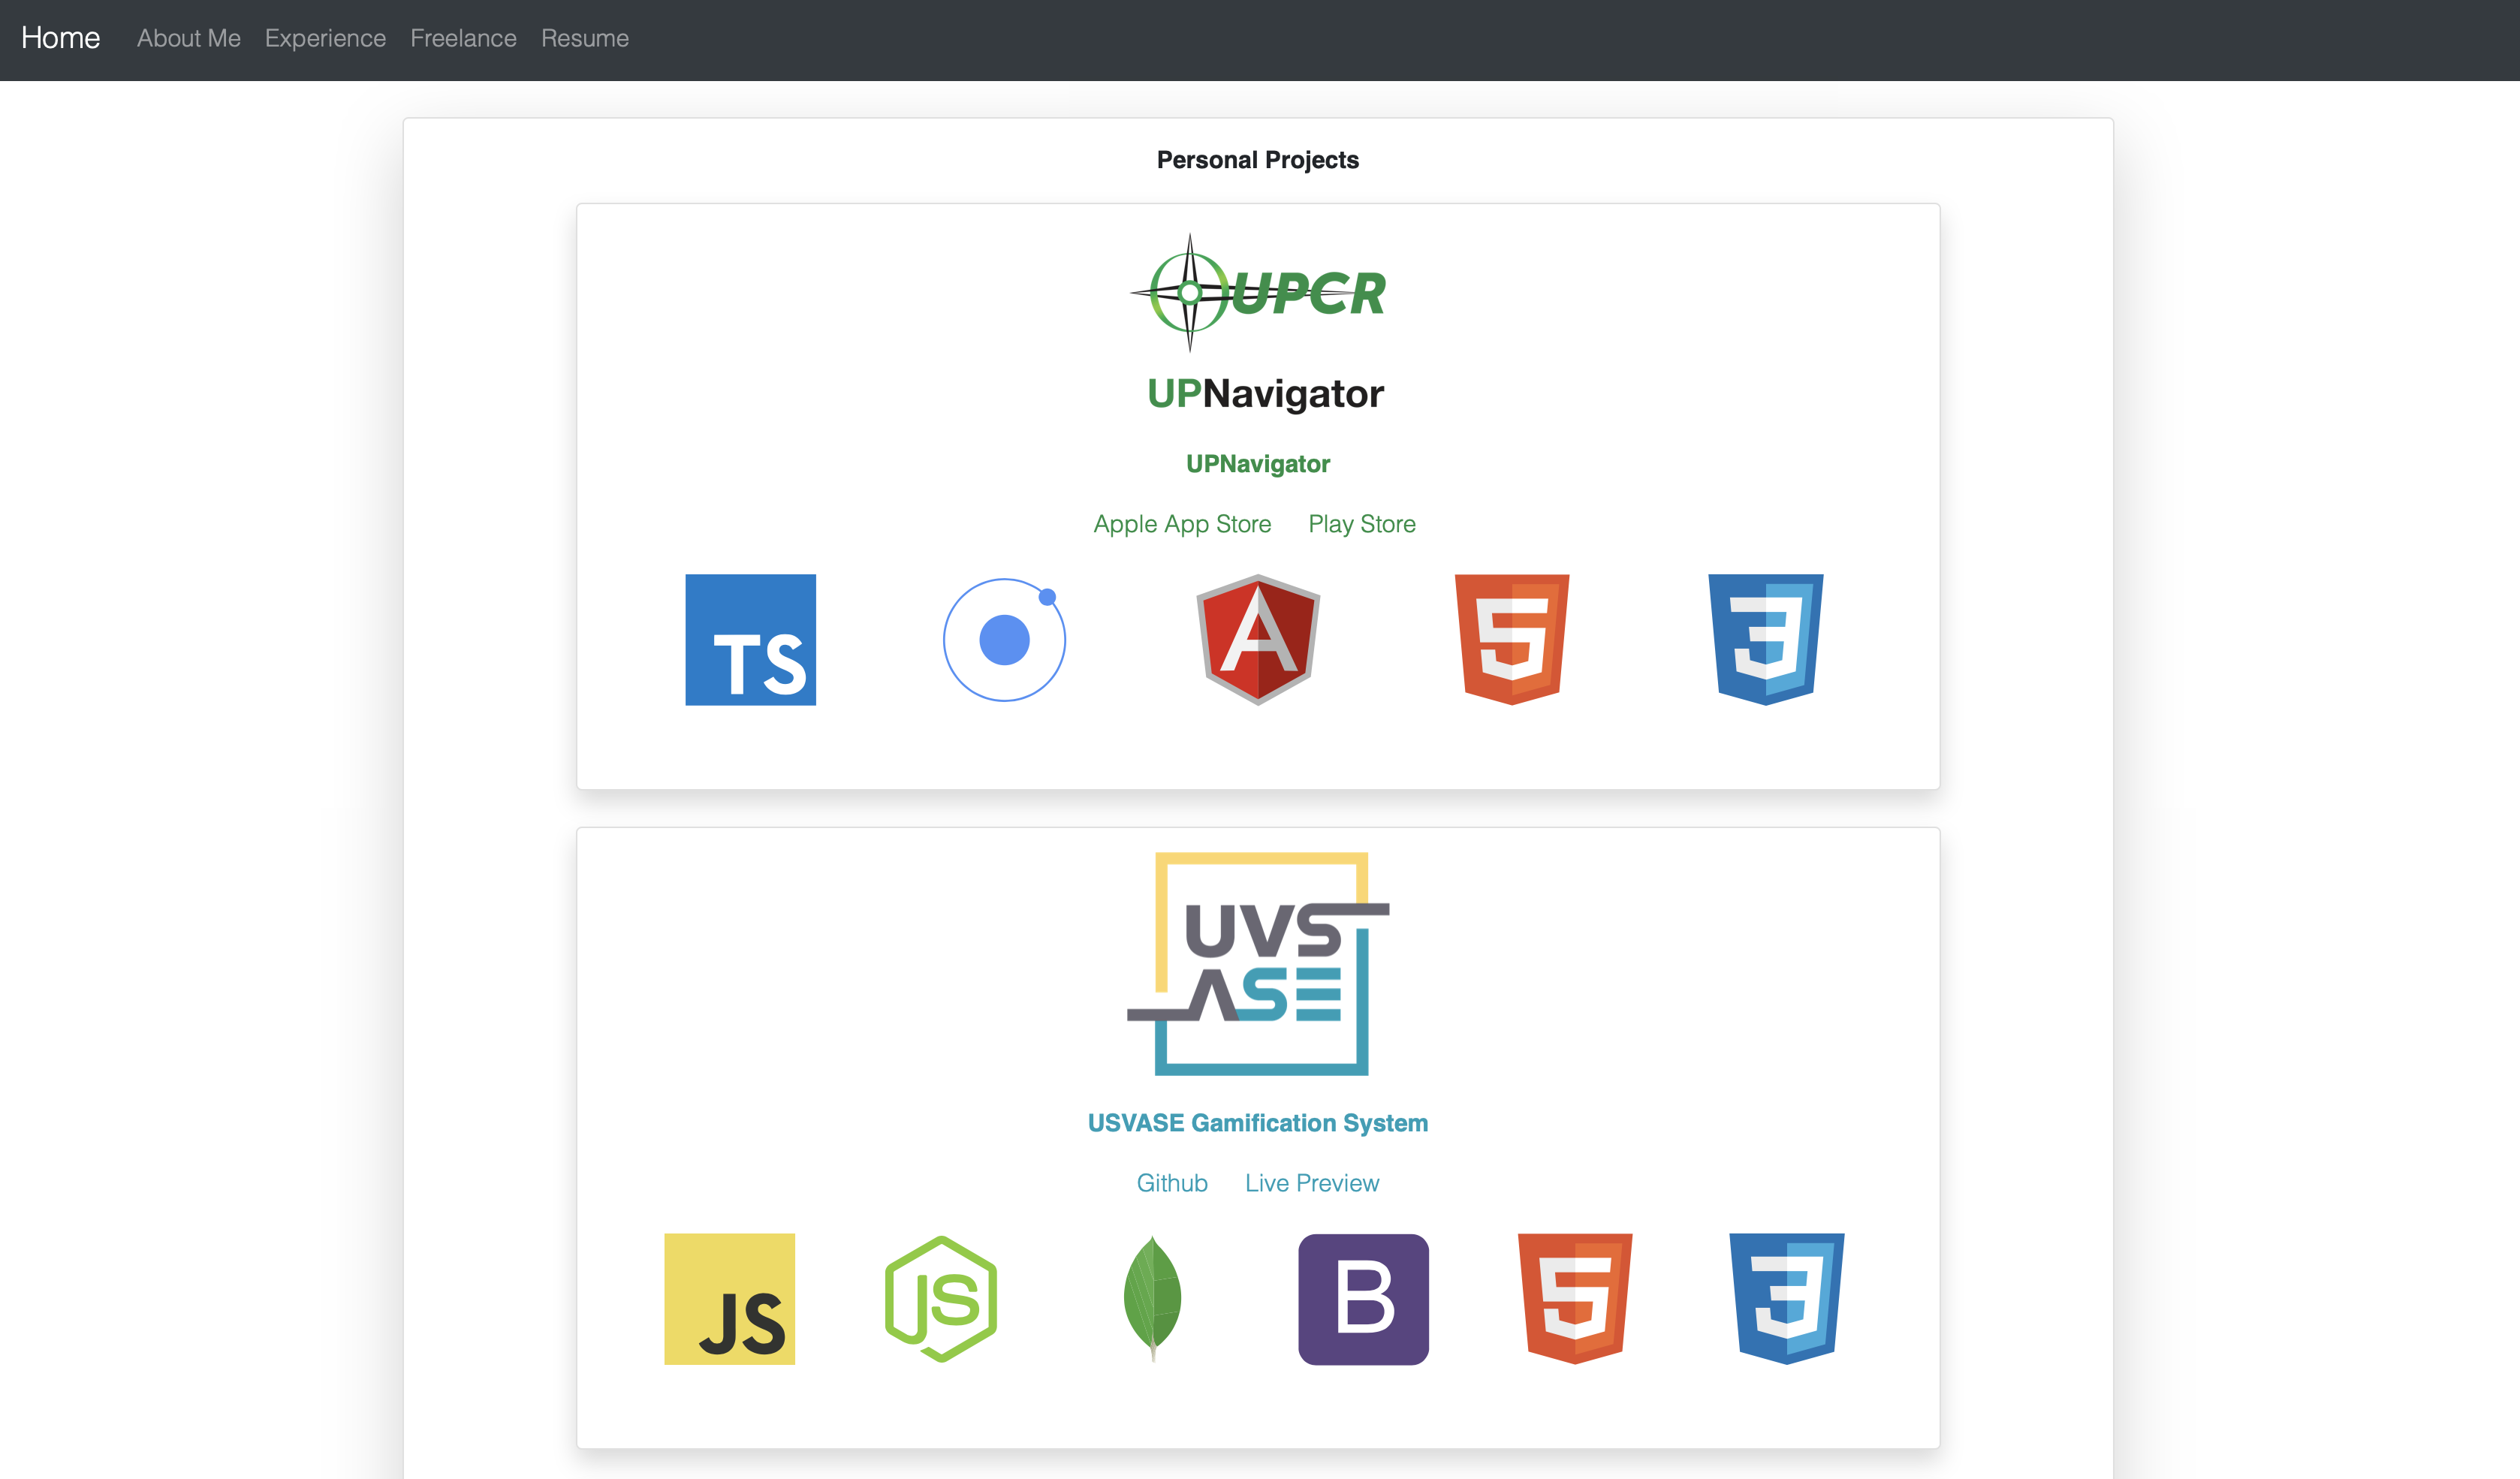 Home About Me Experience Freelance Resume
Personal Projects
UPCR
UPNavigator
UPNavigator
Apple App Store Play Store
TS A 5 3
UVS
ASE
USVASE Gamification System
Github Live Preview
JS JS B 5 3